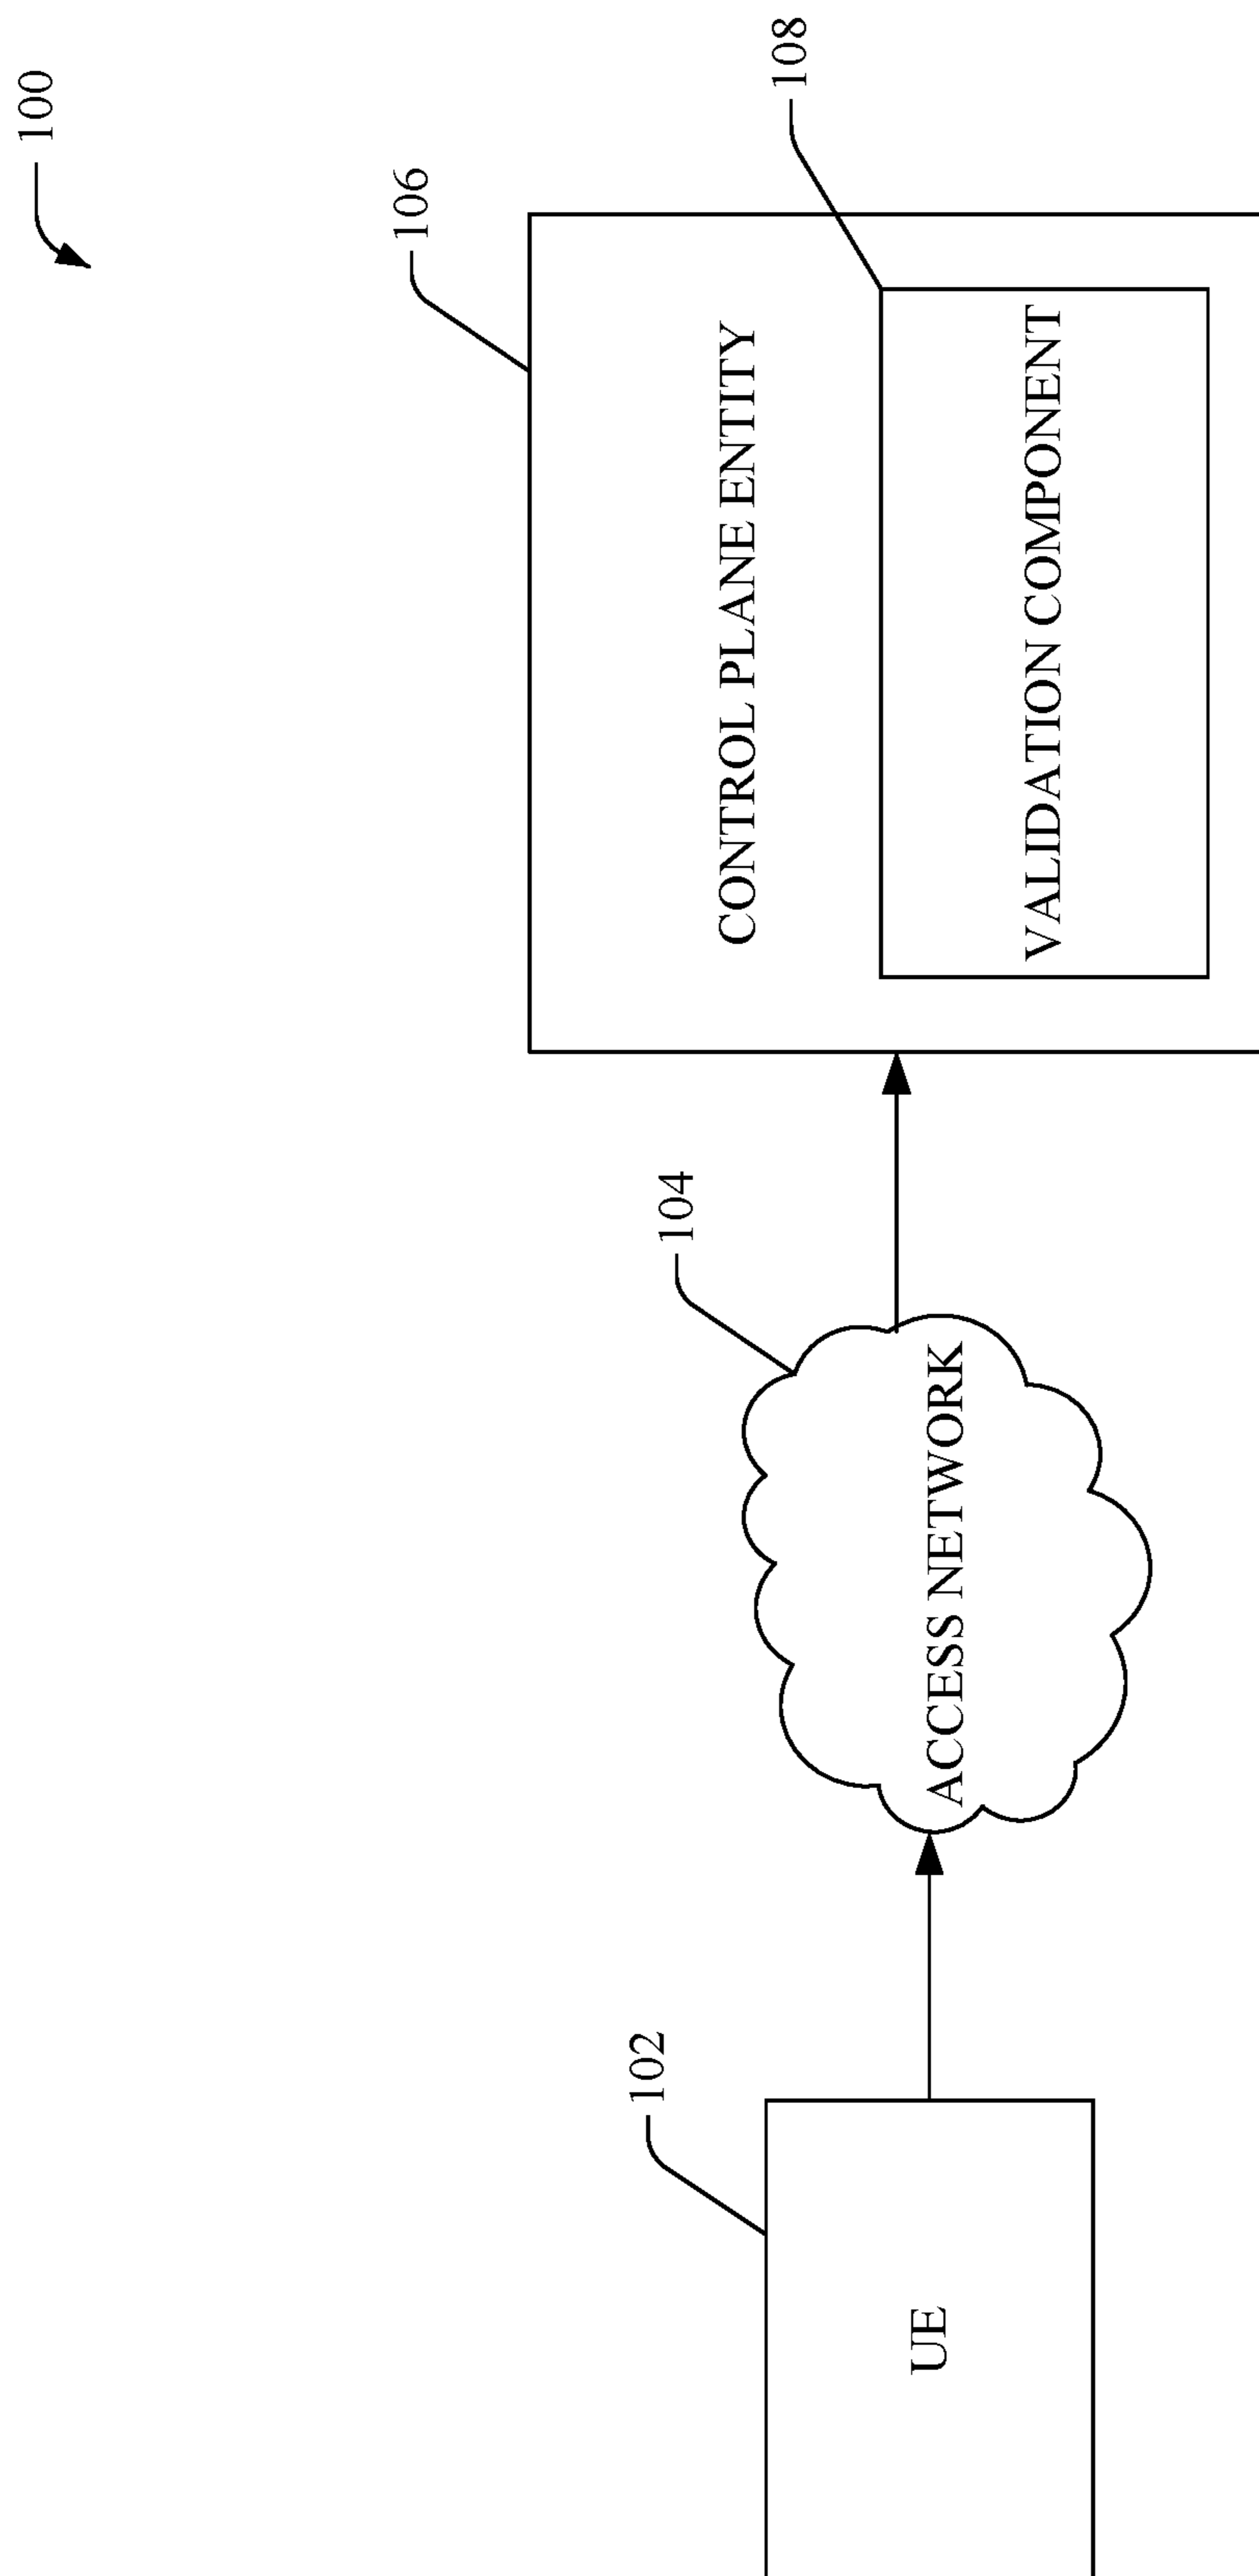 100
106
108
CONTROL PLANE ENTITY
VALIDATION COMPONENT
104
ACCESS NETWORK
102
UE